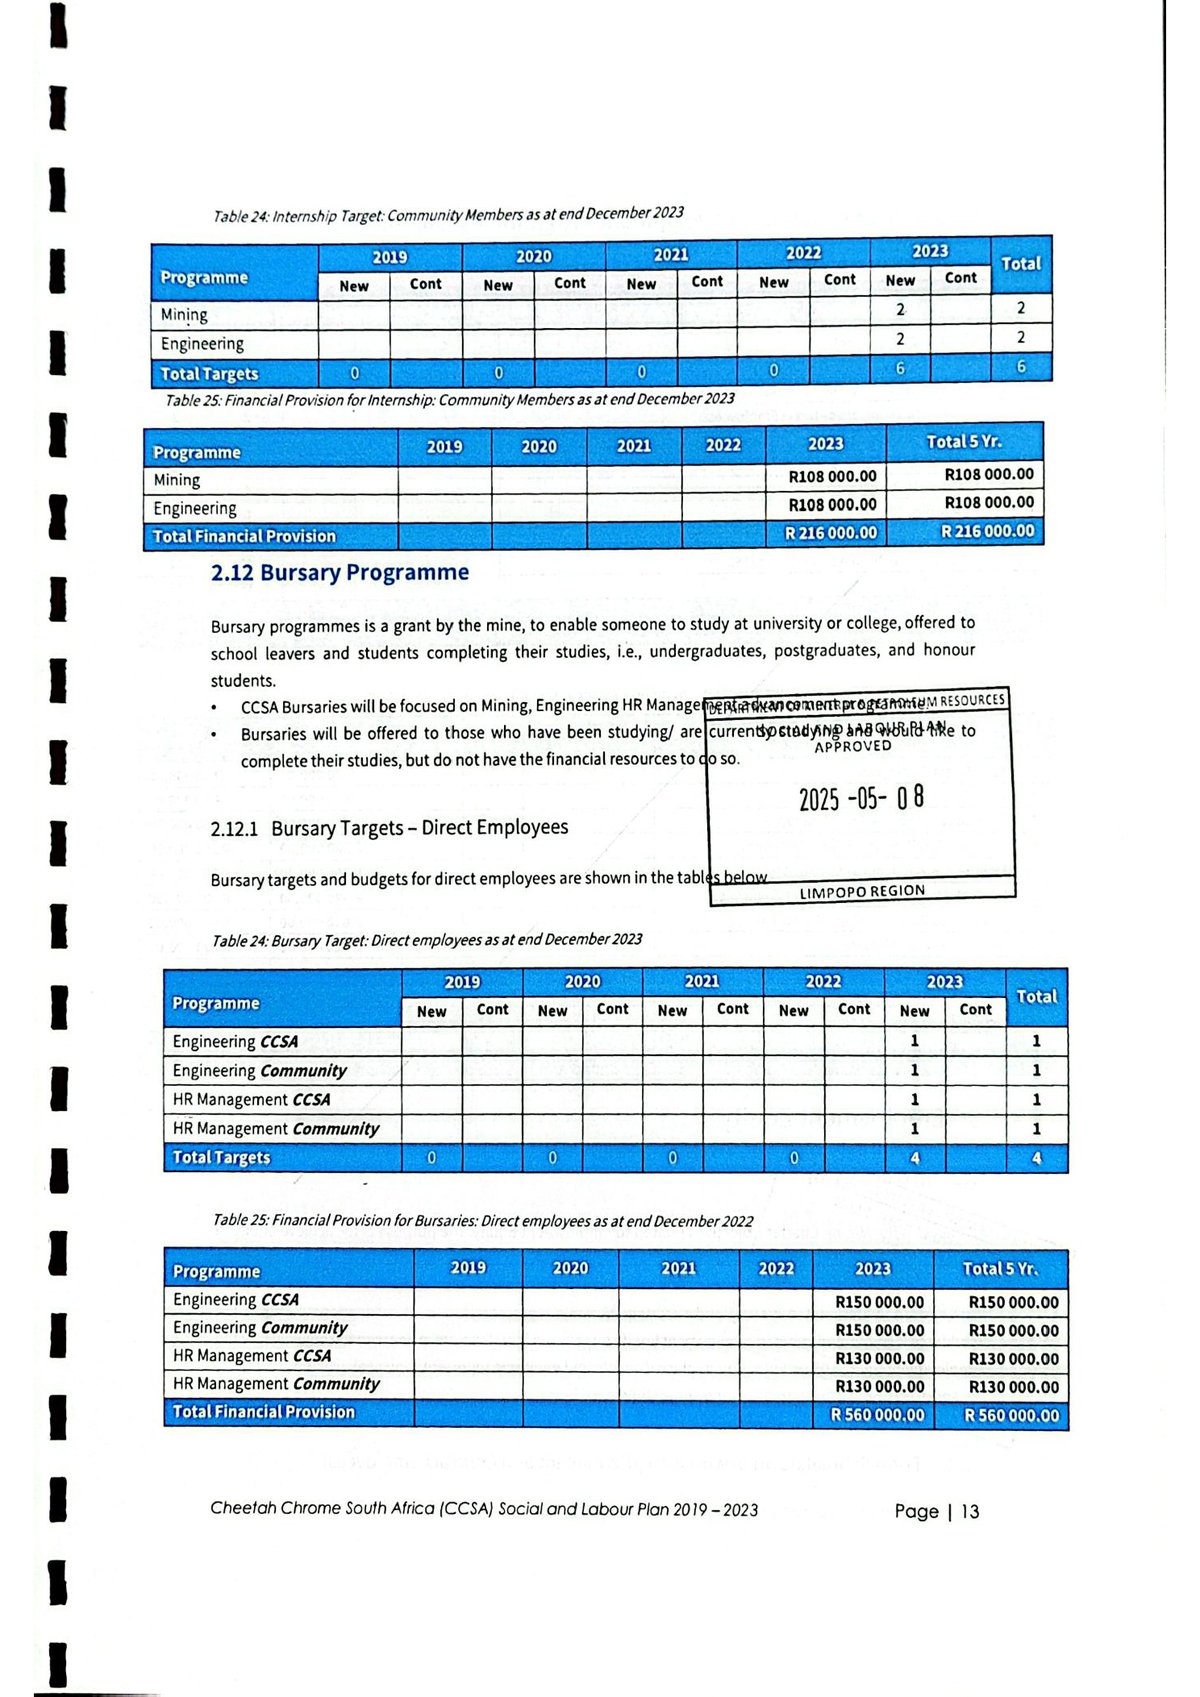 Table 24: Internship Target: Community Members as at end December 2023
Programme 2019 2020 2021 2022 2023 Total
New Cont New Cont New Cont New Cont New Cont
Mining 2 2
Engineering 2 2
Total Targets 0 0 0 0 6 6
Table 25: Financial Provision for Internship: Community Members as at end December 2023
Programme 2019 2020 2021 2022 2023 Total 5 Yr.
Mining R108 000.00 R108 000.00
Engineering R108 000.00 R108 000.00
Total Financial Provision R 216 000.00 R 216 000.00
2.12 Bursary Programme
Bursary programmes is a grant by the mine, to enable someone to study at university or college, offered to
school leavers and students completing their studies, i.e., undergraduates, postgraduates, and honour
students.
• CCSA Bursaries will be focused on Mining, Engineering HR Management advancement programme.
• Bursaries will be offered to those who have been studying/ are currently studying and would like to
complete their studies, but do not have the financial resources to do so.
DEPARTMENT OF MINERAL & PETROLEUM RESOURCES
SOCIAL AND LABOUR PLAN
APPROVED
2025 -05- 08
LIMPOPO REGION
2.12.1 Bursary Targets – Direct Employees
Bursary targets and budgets for direct employees are shown in the tables below
Table 24: Bursary Target: Direct employees as at end December 2023
Programme 2019 2020 2021 2022 2023 Total
New Cont New Cont New Cont New Cont New Cont
Engineering CCSA 1 1
Engineering Community 1 1
HR Management CCSA 1 1
HR Management Community 1 1
Total Targets 0 0 0 0 4 4
Table 25: Financial Provision for Bursaries: Direct employees as at end December 2022
Programme 2019 2020 2021 2022 2023 Total 5 Yr.
Engineering CCSA R150 000.00 R150 000.00
Engineering Community R150 000.00 R150 000.00
HR Management CCSA R130 000.00 R130 000.00
HR Management Community R130 000.00 R130 000.00
Total Financial Provision R 560 000.00 R 560 000.00
Cheetah Chrome South Africa (CCSA) Social and Labour Plan 2019 – 2023 Page | 13